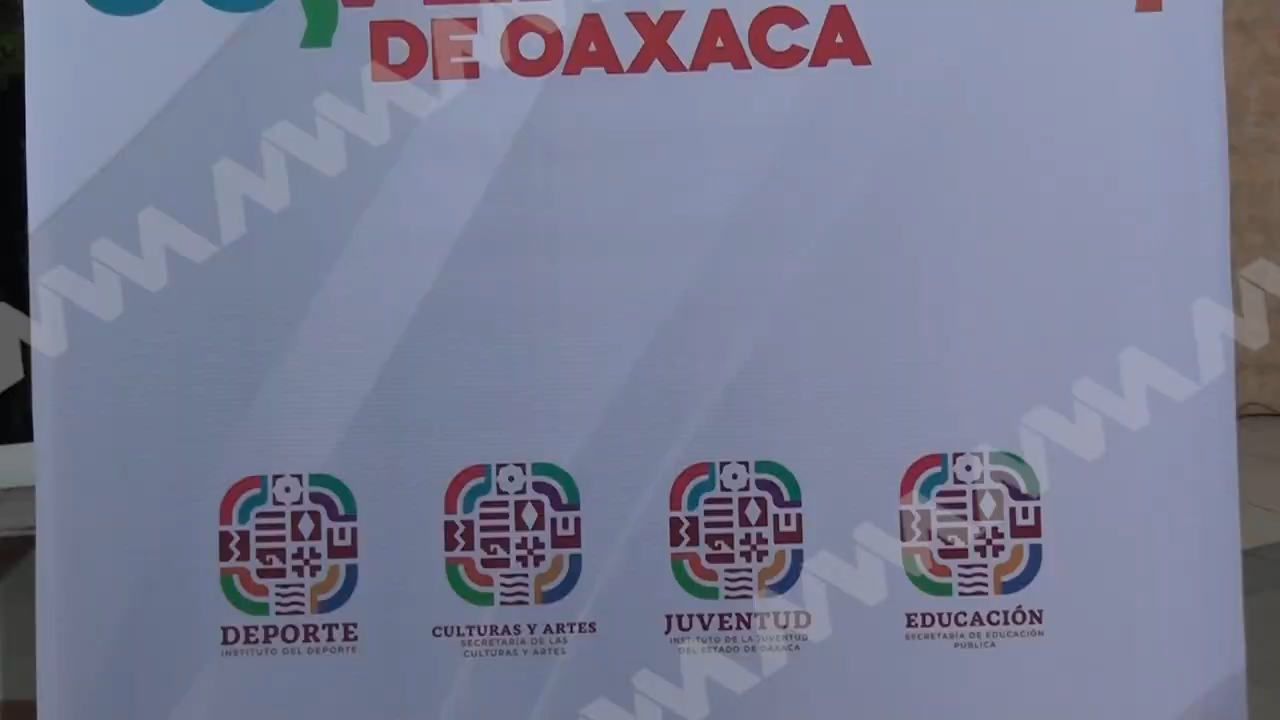 DE OAXACA
DEPORTE
INSTITUTO DEL DEPORTE
CULTURAS Y ARTES
SECRETARÍA DE LAS
CULTURAS Y ARTES
JUVENTUD
INSTITUTO DE LA JUVENTUD
DEL ESTADO DE OAXACA
EDUCACIÓN
SECRETARÍA DE EDUCACIÓN
PÚBLICA